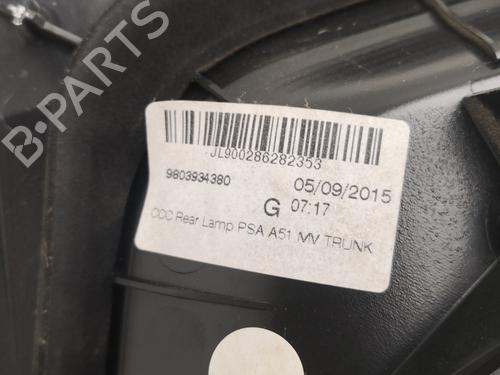 JL900286282353
9803934380 05/09/2015
G 07:17
CCC Rear Lamp PSA A51 MV TRUNK
B-PARTS